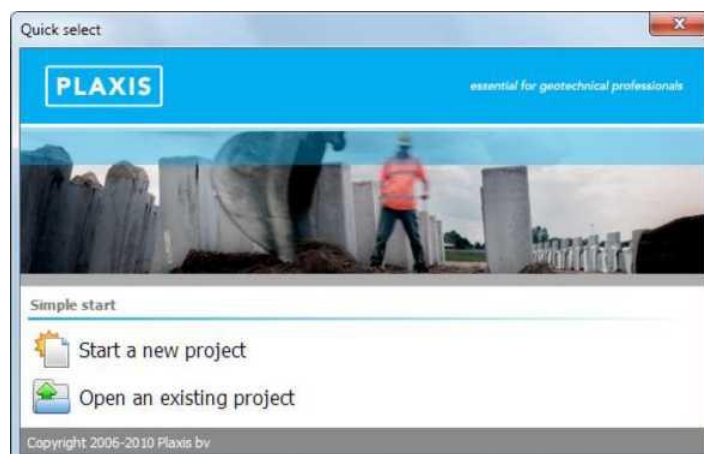 Quick select
PLAXIS
essential for geotechnical professionals
Simple start
Start a new project
Open an existing project
Copyright 2006-2010 Plaxis bv